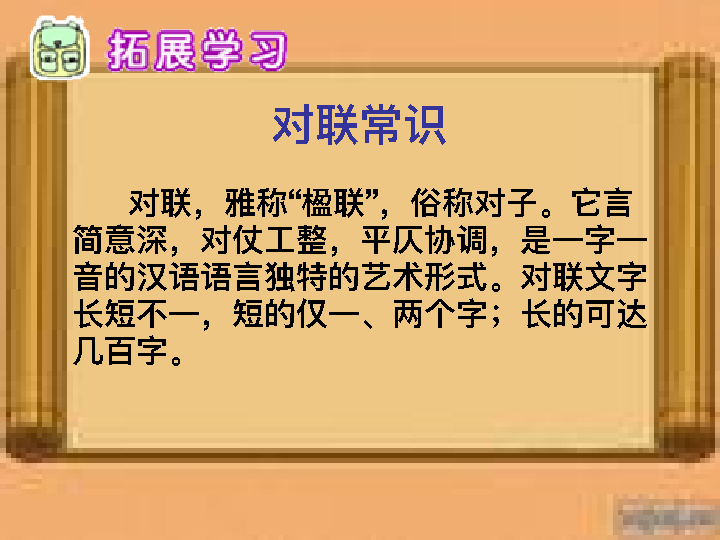 拓展学习
对联常识
对联，雅称“楹联”，俗称对子。它言
简意深，对仗工整，平仄协调，是一字一
音的汉语语言独特的艺术形式。对联文字
长短不一，短的仅一、两个字；长的可达
几百字。